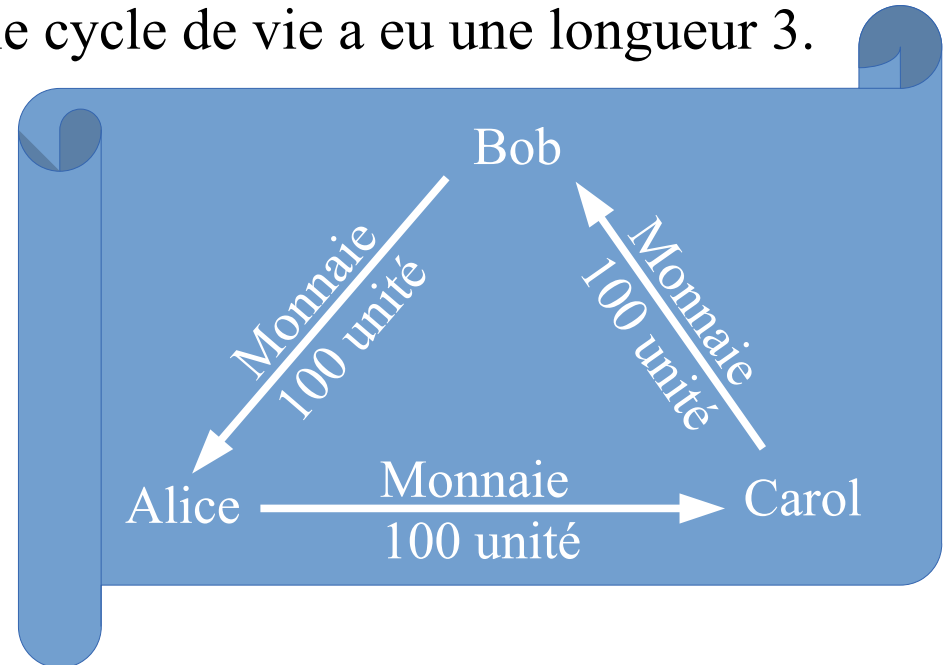 le cycle de vie a eu une longueur 3.
Bob
Monnaie
100 unité
Monnaie
100 unité
Alice
Monnaie
100 unité
Carol